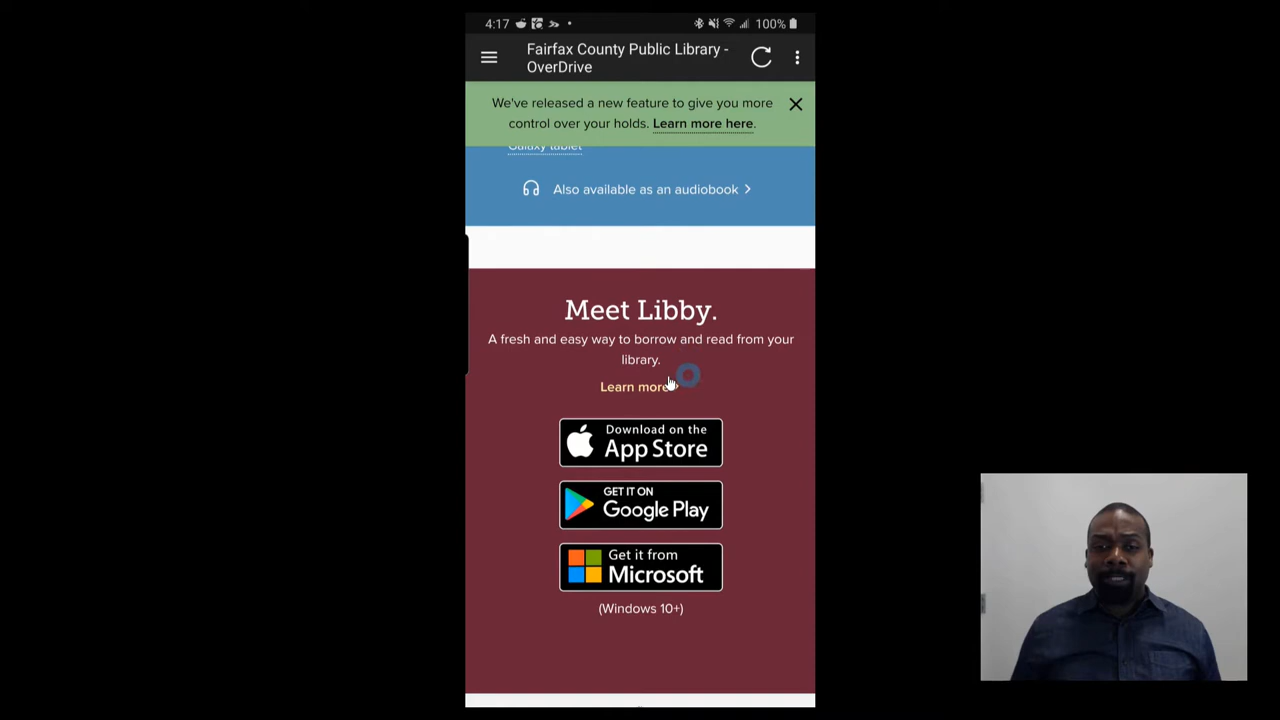 4:17
100%
Fairfax County Public Library -
OverDrive
We've released a new feature to give you more
control over your holds. Learn more here.
Galaxy tablet
Also available as an audiobook
Meet Libby.
A fresh and easy way to borrow and read from your
library.
Learn more
Download on the
App Store
GET IT ON
Google Play
Get it from
Microsoft
(Windows 10+)